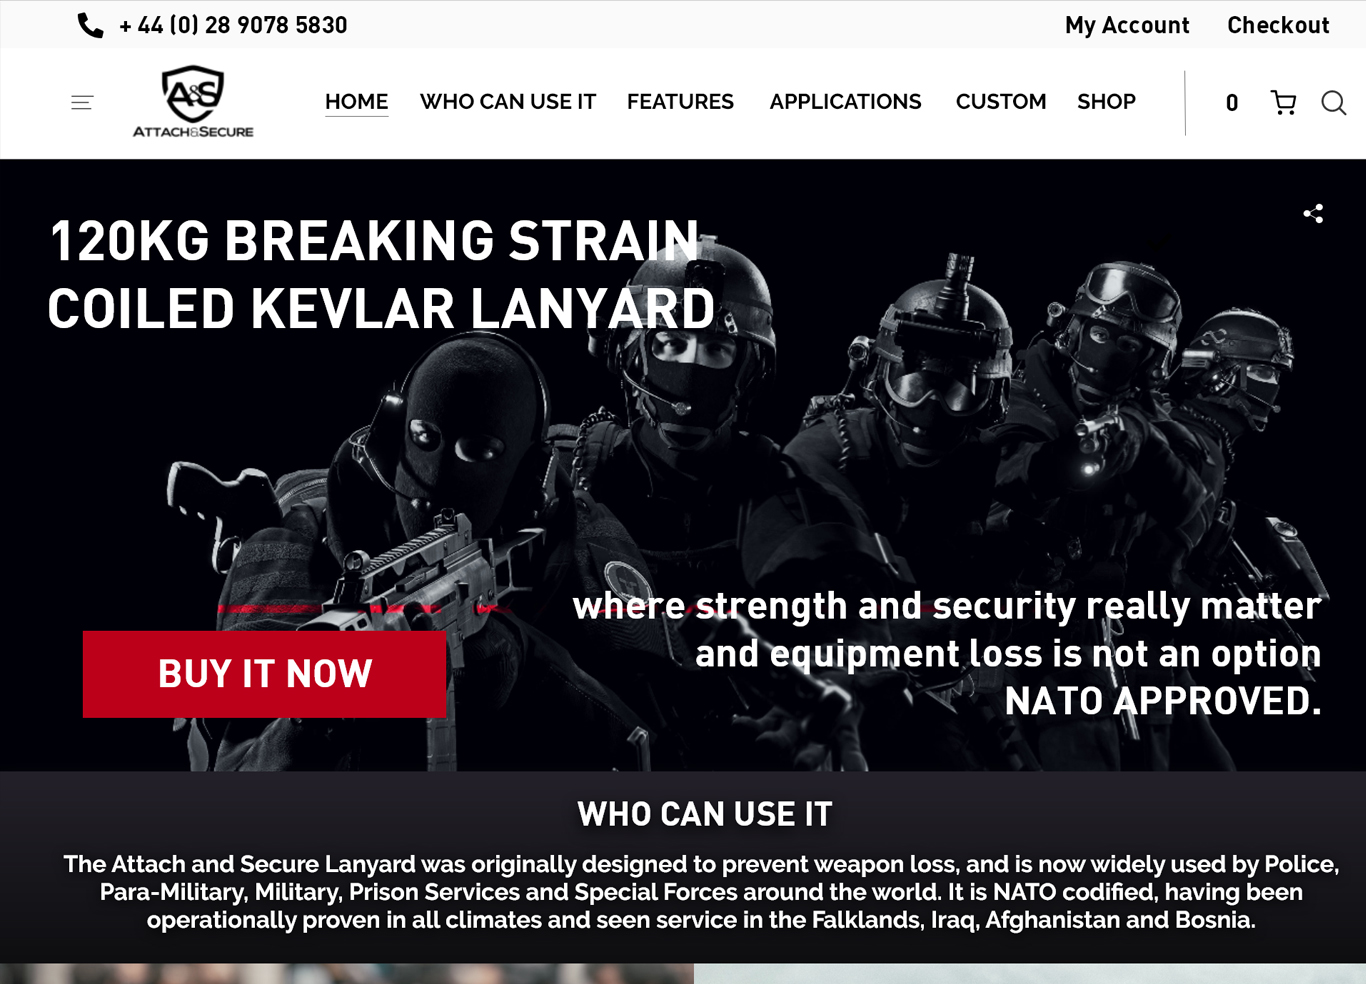 + 44 (0) 28 9078 5830
My Account
Checkout
A&S
ATTACH&SECURE
HOME
WHO CAN USE IT
FEATURES
APPLICATIONS
CUSTOM
SHOP
0
120KG BREAKING STRAIN
COILED KEVLAR LANYARD
where strength and security really matter
and equipment loss is not an option
NATO APPROVED.
BUY IT NOW
WHO CAN USE IT
The Attach and Secure Lanyard was originally designed to prevent weapon loss, and is now widely used by Police,
Para-Military, Military, Prison Services and Special Forces around the world. It is NATO codified, having been
operationally proven in all climates and seen service in the Falklands, Iraq, Afghanistan and Bosnia.